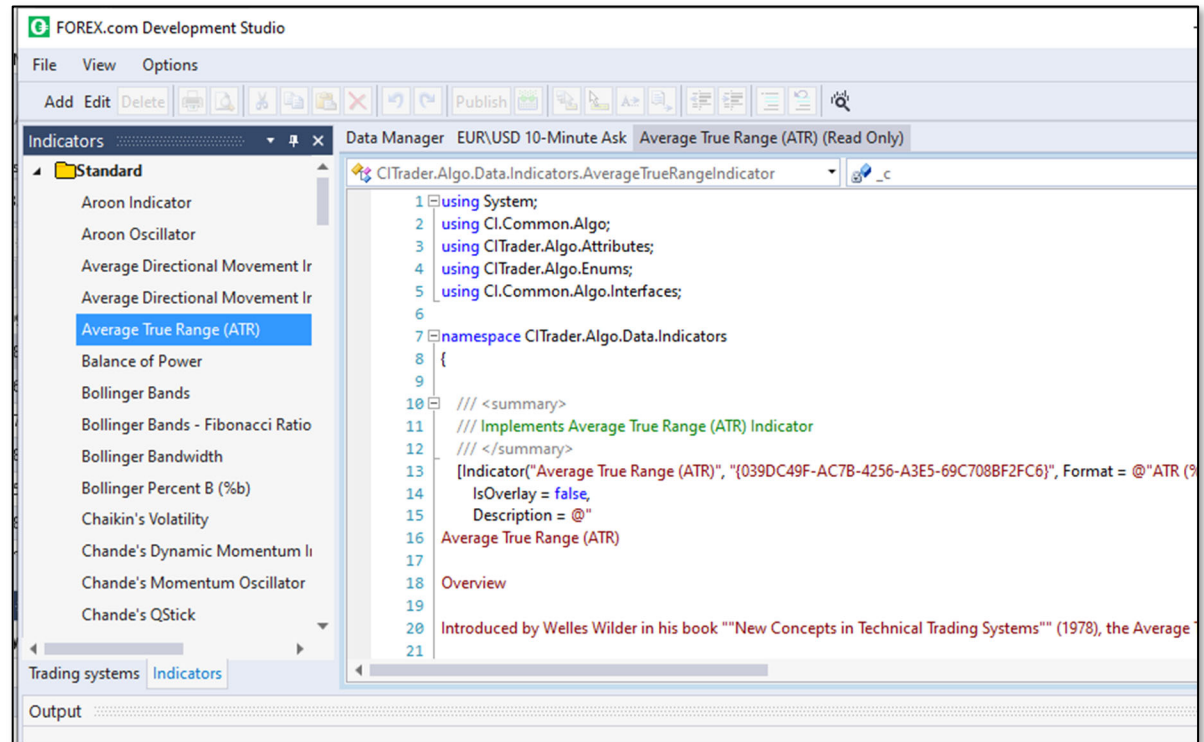 FOREX.com Development Studio
File View Options
Add Edit Delete Publish
Indicators
Standard
Aroon Indicator
Aroon Oscillator
Average Directional Movement Ir
Average Directional Movement Ir
Average True Range (ATR)
Balance of Power
Bollinger Bands
Bollinger Bands - Fibonacci Ratio
Bollinger Bandwidth
Bollinger Percent B (%b)
Chaikin's Volatility
Chande's Dynamic Momentum
Chande's Momentum Oscillator
Chande's QStick
Trading systems Indicators
Data Manager EUR\USD 10-Minute Ask Average True Range (ATR) (Read Only)
CITrader.Algo.Data.Indicators.AverageTrueRangeIndicator _c
1 using System;
2 using CI.Common.Algo;
3 using CITrader.Algo.Attributes;
4 using CITrader.Algo.Enums;
5 using CI.Common.Algo.Interfaces;
6
7 namespace CITrader.Algo.Data.Indicators
8 {
9
10 /// <summary>
11 /// Implements Average True Range (ATR) Indicator
12 /// </summary>
13 [Indicator("Average True Range (ATR)", "{039DC49F-AC7B-4256-A3E5-69C708BF2FC6}", Format = @"ATR (%
14 IsOverlay = false,
15 Description = @"
16 Average True Range (ATR)
17
18 Overview
19
20 Introduced by Welles Wilder in his book ""New Concepts in Technical Trading Systems"" (1978), the Average
21
Output